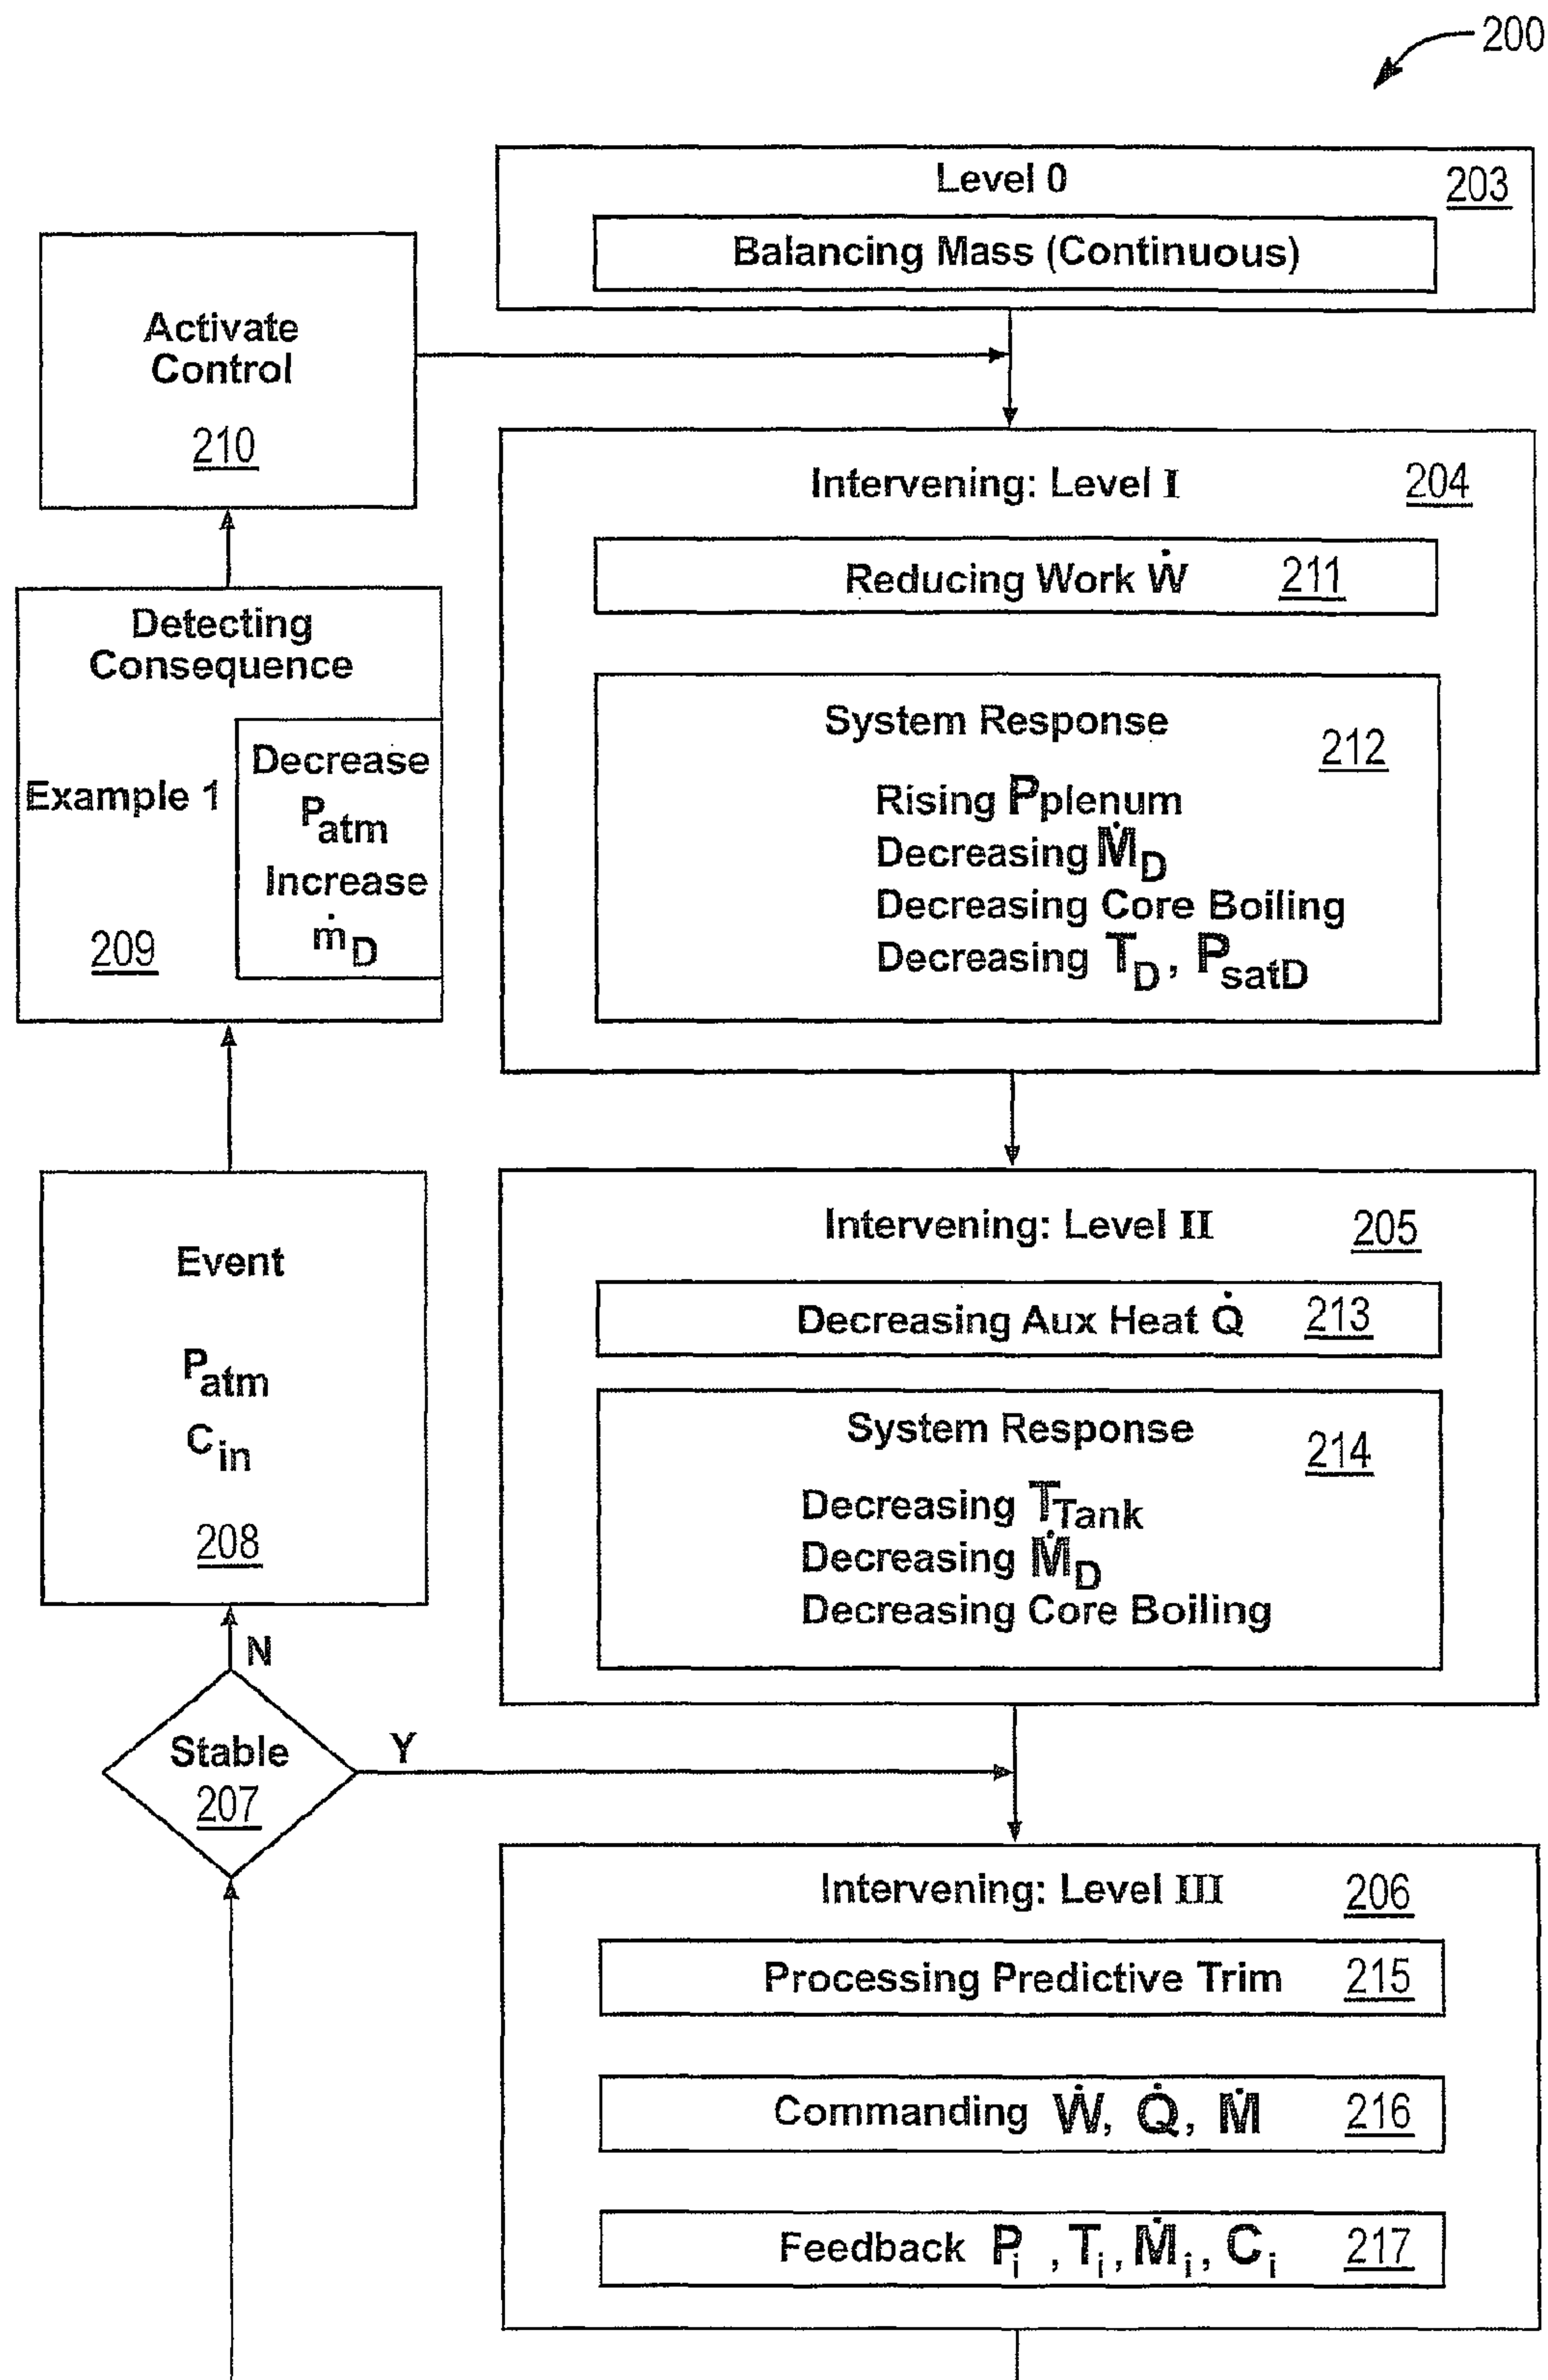 200
Level 0
203
Balancing Mass (Continuous)
Activate
Control
210
Intervening: Level I
204
Reducing Work Ẇ
211
System Response
212
Rising Pplenum
Decreasing ṀD
Decreasing Core Boiling
Decreasing TD, PsatD
Detecting
Consequence
Example 1
Decrease
Patm
Increase
ṁD
209
Intervening: Level II
205
Decreasing Aux Heat Q̇
213
System Response
214
Decreasing TTank
Decreasing ṀD
Decreasing Core Boiling
Event
Patm
Cin
208
N
Stable
207
Y
Intervening: Level III
206
Processing Predictive Trim
215
Commanding Ẇ, Q̇, Ṁ
216
Feedback Pi , Ti, Ṁi, Ci
217